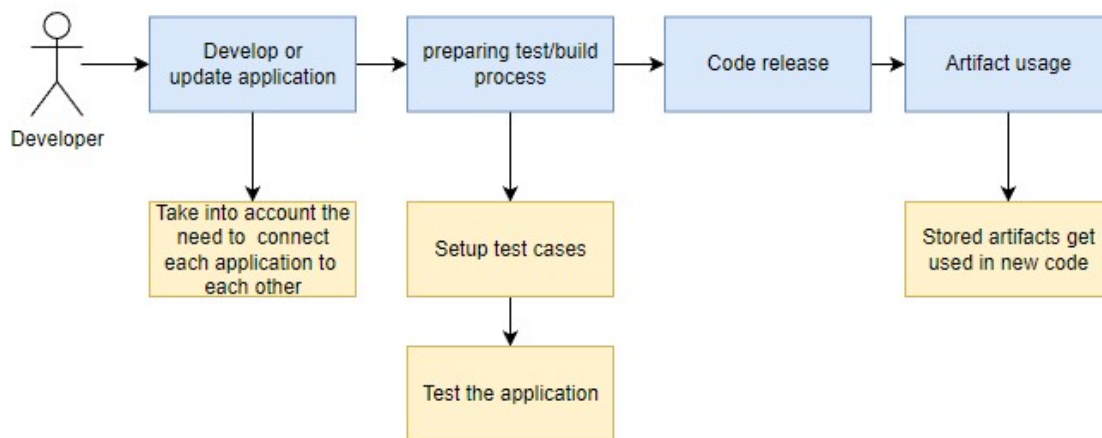 Develop or
update application
preparing test/build
process
Code release
Artifact usage
Developer
Take into account the
need to connect
each application to
each other
Setup test cases
Stored artifacts get
used in new code
Test the application